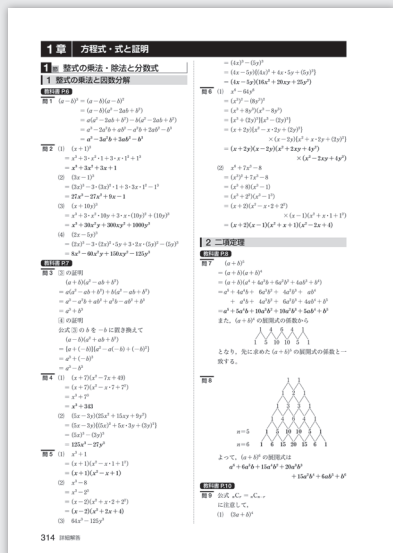 1章 方程式・式と証明
1節 整式の乗法・除法と分数式
1 整式の乗法と因数分解
教科書 P.6
問1 (a−b)³=(a−b)(a−b)²
=(a−b)(a²−2ab+b²)
=a(a²−2ab+b²)−b(a²−2ab+b²)
=a³−2a²b+ab²−a²b+2ab²−b³
=a³−3a²b+3ab²−b³
問2 (1) (x+1)³
=x³+3・x²・1+3・x・1²+1³
=x³+3x²+3x+1
(2) (3x−1)³
=(3x)³−3・(3x)²・1+3・3x・1²−1³
=27x³−27x²+9x−1
(3) (x+10y)³
=x³+3・x²・10y+3・x・(10y)²+(10y)³
=x³+30x²y+300xy²+1000y³
(4) (2x−5y)³
=(2x)³−3・(2x)²・5y+3・2x・(5y)²−(5y)³
=8x³−60x²y+150xy²−125y³
教科書 P.7
問3 ③の証明
(a+b)(a²−ab+b²)
=a(a²−ab+b²)+b(a²−ab+b²)
=a³−a²b+ab²+a²b−ab²+b³
=a³+b³
④の証明
公式③のbを−bに置き換えて
(a−b)(a²+ab+b²)
={a+(−b)}{a²−a(−b)+(−b)²}
=a³+(−b)³
=a³−b³
問4 (1) (x+7)(x²−7x+49)
=(x+7)(x²−x・7+7²)
=x³+7³
=x³+343
(2) (5x−3y)(25x²+15xy+9y²)
=(5x−3y){(5x)²+5x・3y+(3y)²}
=(5x)³−(3y)³
=125x³−27y³
問5 (1) x³+1
=(x+1)(x²−x・1+1²)
=(x+1)(x²−x+1)
(2) x³−8
=x³−2³
=(x−2)(x²+x・2+2²)
=(x−2)(x²+2x+4)
(3) 64x³−125y³
=(4x)³−(5y)³
=(4x−5y){(4x)²+4x・5y+(5y)²}
=(4x−5y)(16x²+20xy+25y²)
問6 (1) x⁶−64y⁶
=(x³)²−(8y³)²
=(x³+8y³)(x³−8y³)
={x³+(2y)³}{x³−(2y)³}
=(x+2y){x²−x・2y+(2y)²}
×(x−2y){x²+x・2y+(2y)²}
=(x+2y)(x−2y)(x²+2xy+4y²)
×(x²−2xy+4y²)
(2) x⁶+7x³−8
=(x³)²+7x³−8
=(x³+8)(x³−1)
=(x³+2³)(x³−1³)
=(x+2)(x²−x・2+2²)
×(x−1)(x²+x・1+1²)
=(x+2)(x−1)(x²+x+1)(x²−2x+4)
2 二項定理
教科書 P.8
問7 (a+b)⁵
=(a+b)(a+b)⁴
=(a+b)(a⁴+4a³b+6a²b²+4ab³+b⁴)
=a⁵+4a⁴b+6a³b²+4a²b³+ab⁴
+a⁴b+4a³b²+6a²b³+4ab⁴+b⁵
=a⁵+5a⁴b+10a³b²+10a²b³+5ab⁴+b⁵
また,(a+b)⁴の展開式の係数から
1 4 6 4 1
1 5 10 10 5 1
となり,先に求めた(a+b)⁵の展開式の係数と一
致する。
問8
n=5 1 5 10 10 5 1
n=6 1 6 15 20 15 6 1
よって,(a+b)⁶の展開式は
a⁶+6a⁵b+15a⁴b²+20a³b³
+15a²b⁴+6ab⁵+b⁶
教科書 P.10
問9 公式 ₙCᵣ=ₙCₙ₋ᵣ
に注意して,
(1) (3a+b)⁴
314 詳細解答